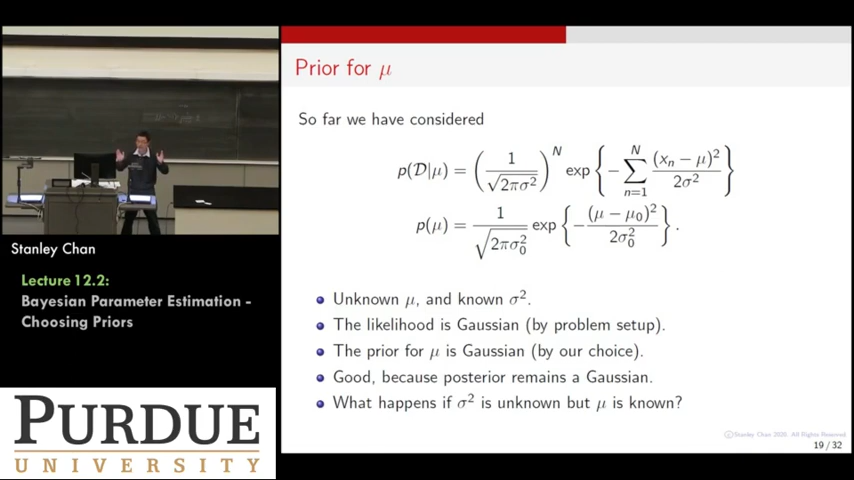 Prior for μ
So far we have considered
p(𝒟|μ) = (1/√(2πσ²))^N exp{−∑_{n=1}^{N} (x_n − μ)²/(2σ²)}
p(μ) = 1/√(2πσ₀²) exp{−(μ − μ₀)²/(2σ₀²)}.
Unknown μ, and known σ².
The likelihood is Gaussian (by problem setup).
The prior for μ is Gaussian (by our choice).
Good, because posterior remains a Gaussian.
What happens if σ² is unknown but μ is known?
©Stanley Chan 2020. All Rights Reserved
19 / 32
Stanley Chan
Lecture 12.2:
Bayesian Parameter Estimation -
Choosing Priors
PURDUE
UNIVERSITY